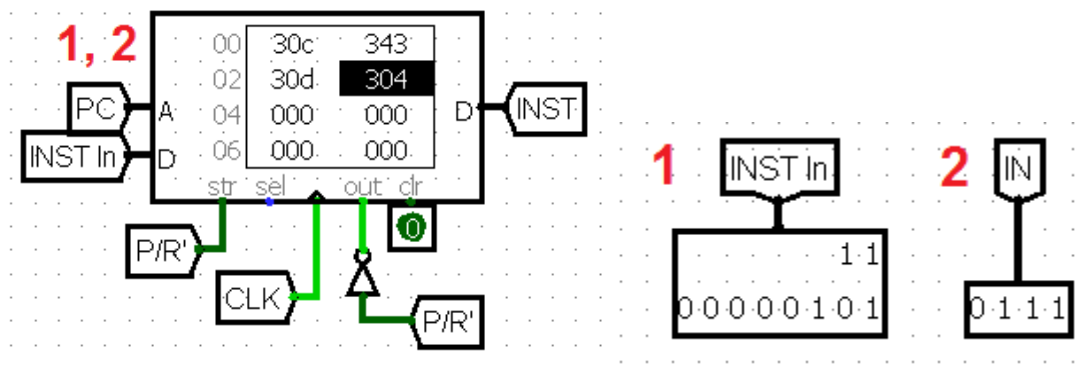 1, 2
00 30c 343
PC A 02 30d 304
04 000 000 D INST
INST In D 06 000 000
str sel out clr
0
P/R'
CLK
P/R'
1 INST In
1 1
0 0 0 0 0 1 0 1
2 IN
0 1 1 1